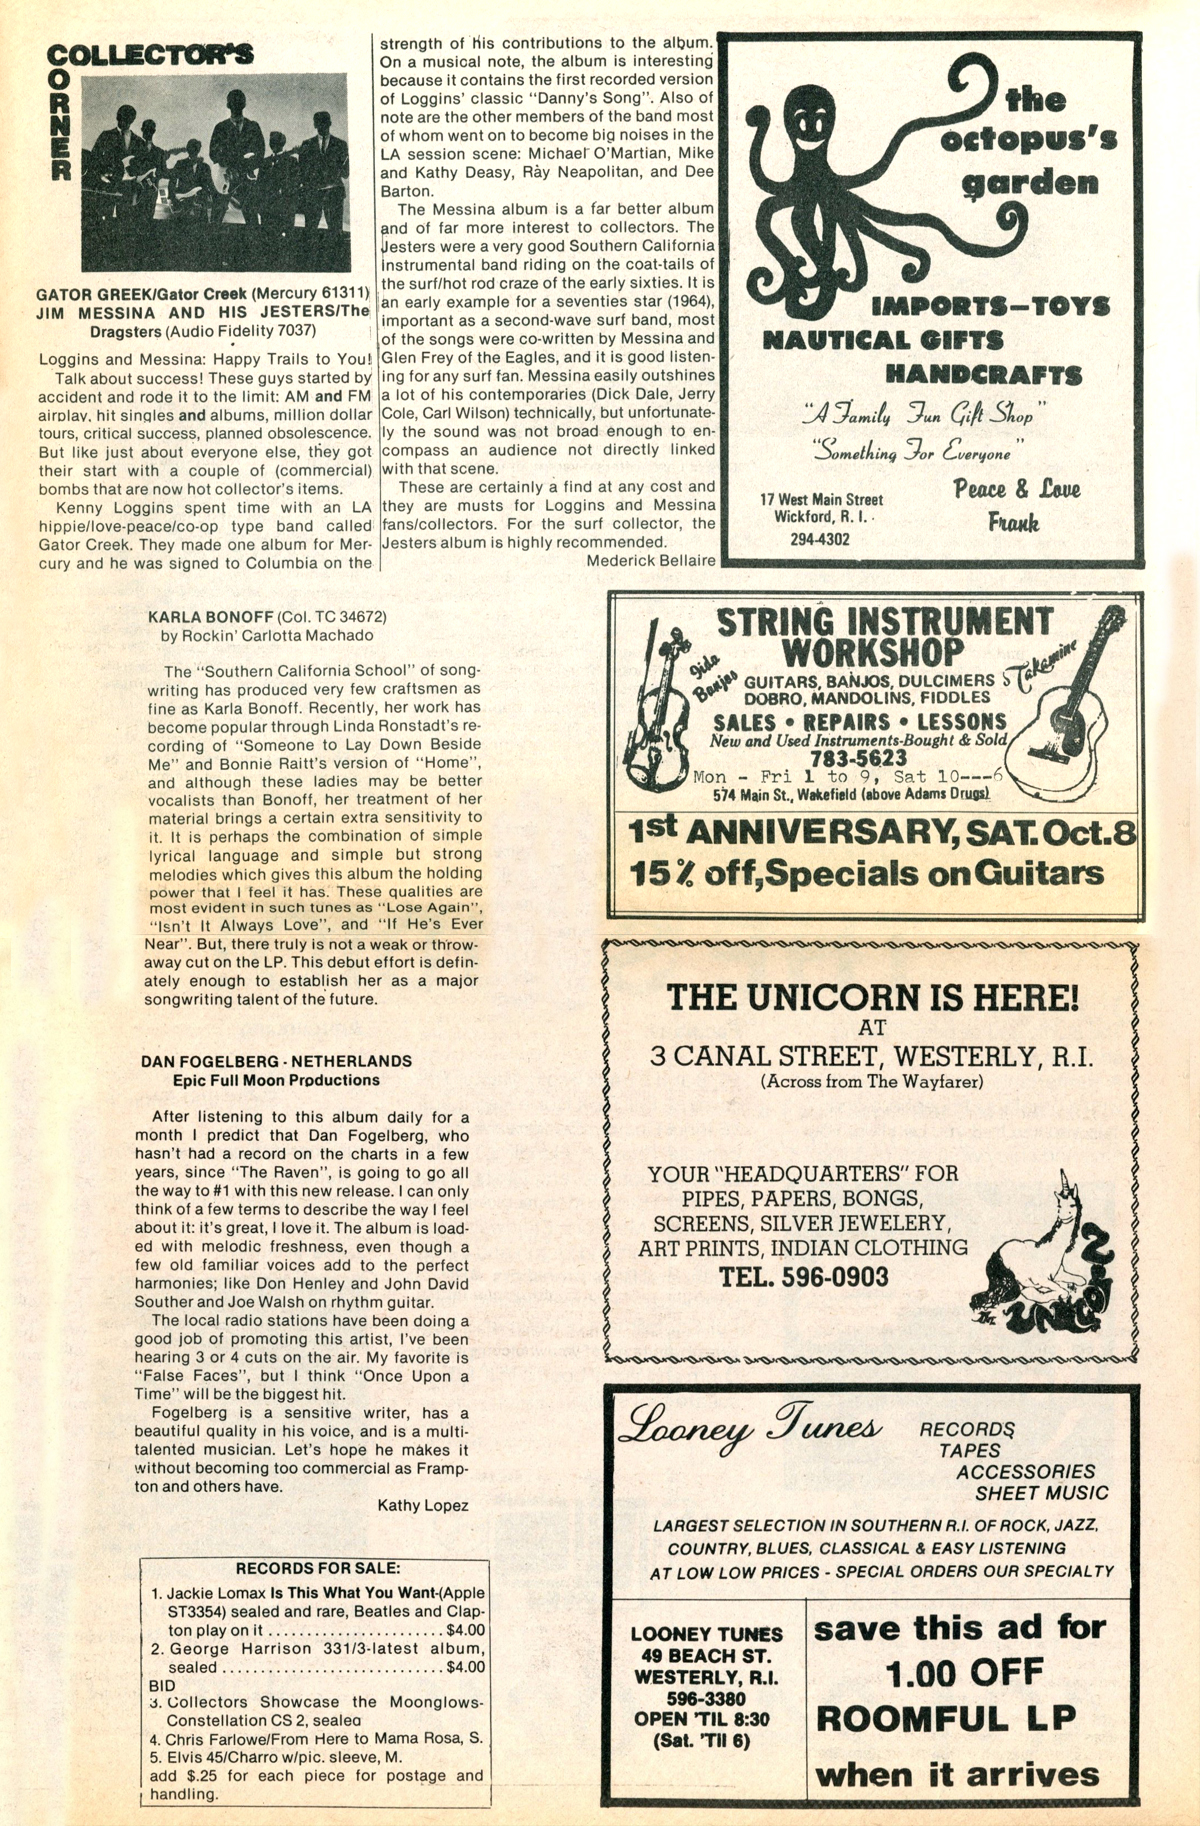 COLLECTOR'S
CORNER
GATOR GREEK/Gator Creek (Mercury 61311)
JIM MESSINA AND HIS JESTERS/The
Dragsters (Audio Fidelity 7037)
Loggins and Messina: Happy Trails to You!
Talk about success! These guys started by
accident and rode it to the limit: AM and FM
airplay, hit singles and albums, million dollar
tours, critical success, planned obsolescence.
But like just about everyone else, they got
their start with a couple of (commercial)
bombs that are now hot collector's items.
Kenny Loggins spent time with an LA
hippie/love-peace/co-op type band called
Gator Creek. They made one album for Mer-
cury and he was signed to Columbia on the
strength of his contributions to the album.
On a musical note, the album is interesting
because it contains the first recorded version
of Loggins' classic "Danny's Song". Also of
note are the other members of the band most
of whom went on to become big noises in the
LA session scene: Michael O'Martian, Mike
and Kathy Deasy, Ray Neapolitan, and Dee
Barton.
The Messina album is a far better album
and of far more interest to collectors. The
Jesters were a very good Southern California
instrumental band riding on the coat-tails of
the surf/hot rod craze of the early sixties. It is
an early example for a seventies star (1964),
important as a second-wave surf band, most
of the songs were co-written by Messina and
Glen Frey of the Eagles, and it is good listen-
ing for any surf fan. Messina easily outshines
a lot of his contemporaries (Dick Dale, Jerry
Cole, Carl Wilson) technically, but unfortunate-
ly the sound was not broad enough to en-
compass an audience not directly linked
with that scene.
These are certainly a find at any cost and
they are musts for Loggins and Messina
fans/collectors. For the surf collector, the
Jesters album is highly recommended.
Mederick Bellaire
the
octopus's
garden
IMPORTS-TOYS
NAUTICAL GIFTS
HANDCRAFTS
"A Family Fun Gift Shop"
"Something For Everyone"
17 West Main Street
Wickford, R. I.
294-4302
Peace & Love
Frank
KARLA BONOFF (Col. TC 34672)
by Rockin' Carlotta Machado
The "Southern California School" of song-
writing has produced very few craftsmen as
fine as Karla Bonoff. Recently, her work has
become popular through Linda Ronstadt's re-
cording of "Someone to Lay Down Beside
Me" and Bonnie Raitt's version of "Home",
and although these ladies may be better
vocalists than Bonoff, her treatment of her
material brings a certain extra sensitivity to
it. It is perhaps the combination of simple
lyrical language and simple but strong
melodies which gives this album the holding
power that I feel it has. These qualities are
most evident in such tunes as "Lose Again",
"Isn't It Always Love", and "If He's Ever
Near". But, there truly is not a weak or throw-
away cut on the LP. This debut effort is defin-
ately enough to establish her as a major
songwriting talent of the future.
DAN FOGELBERG - NETHERLANDS
Epic Full Moon Productions
After listening to this album daily for a
month I predict that Dan Fogelberg, who
hasn't had a record on the charts in a few
years, since "The Raven", is going to go all
the way to #1 with this new release. I can only
think of a few terms to describe the way I feel
about it: it's great, I love it. The album is load-
ed with melodic freshness, even though a
few old familiar voices add to the perfect
harmonies; like Don Henley and John David
Souther and Joe Walsh on rhythm guitar.
The local radio stations have been doing a
good job of promoting this artist, I've been
hearing 3 or 4 cuts on the air. My favorite is
"False Faces", but I think "Once Upon a
Time" will be the biggest hit.
Fogelberg is a sensitive writer, has a
beautiful quality in his voice, and is a multi-
talented musician. Let's hope he makes it
without becoming too commercial as Framp-
ton and others have.
Kathy Lopez
RECORDS FOR SALE:
1. Jackie Lomax Is This What You Want-(Apple
ST3354) sealed and rare, Beatles and Clap-
ton play on it ........................ $4.00
2. George Harrison 331/3-latest album,
sealed .............................. $4.00
BID
3. Collectors Showcase the Moonglows-
Constellation CS 2, sealed
4. Chris Farlowe/From Here to Mama Rosa, S.
5. Elvis 45/Charro w/pic. sleeve, M.
add $.25 for each piece for postage and
handling.
STRING INSTRUMENT
WORKSHOP
Iida
Banjos
Takamine
GUITARS, BANJOS, DULCIMERS
DOBRO, MANDOLINS, FIDDLES
SALES • REPAIRS • LESSONS
New and Used Instruments-Bought & Sold
783-5623
Mon - Fri 1 to 9, Sat 10---6
574 Main St., Wakefield (above Adams Drugs)
1st ANNIVERSARY, SAT. Oct.8
15% off, Specials on Guitars
THE UNICORN IS HERE!
AT
3 CANAL STREET, WESTERLY, R.I.
(Across from The Wayfarer)
YOUR "HEADQUARTERS" FOR
PIPES, PAPERS, BONGS,
SCREENS, SILVER JEWELERY,
ART PRINTS, INDIAN CLOTHING
TEL. 596-0903
THE UNICORN
Looney Tunes
RECORDS
TAPES
ACCESSORIES
SHEET MUSIC
LARGEST SELECTION IN SOUTHERN R.I. OF ROCK, JAZZ,
COUNTRY, BLUES, CLASSICAL & EASY LISTENING
AT LOW LOW PRICES - SPECIAL ORDERS OUR SPECIALTY
LOONEY TUNES
49 BEACH ST.
WESTERLY, R.I.
596-3380
OPEN 'TIL 8:30
(Sat. 'Til 6)
save this ad for
1.00 OFF
ROOMFUL LP
when it arrives